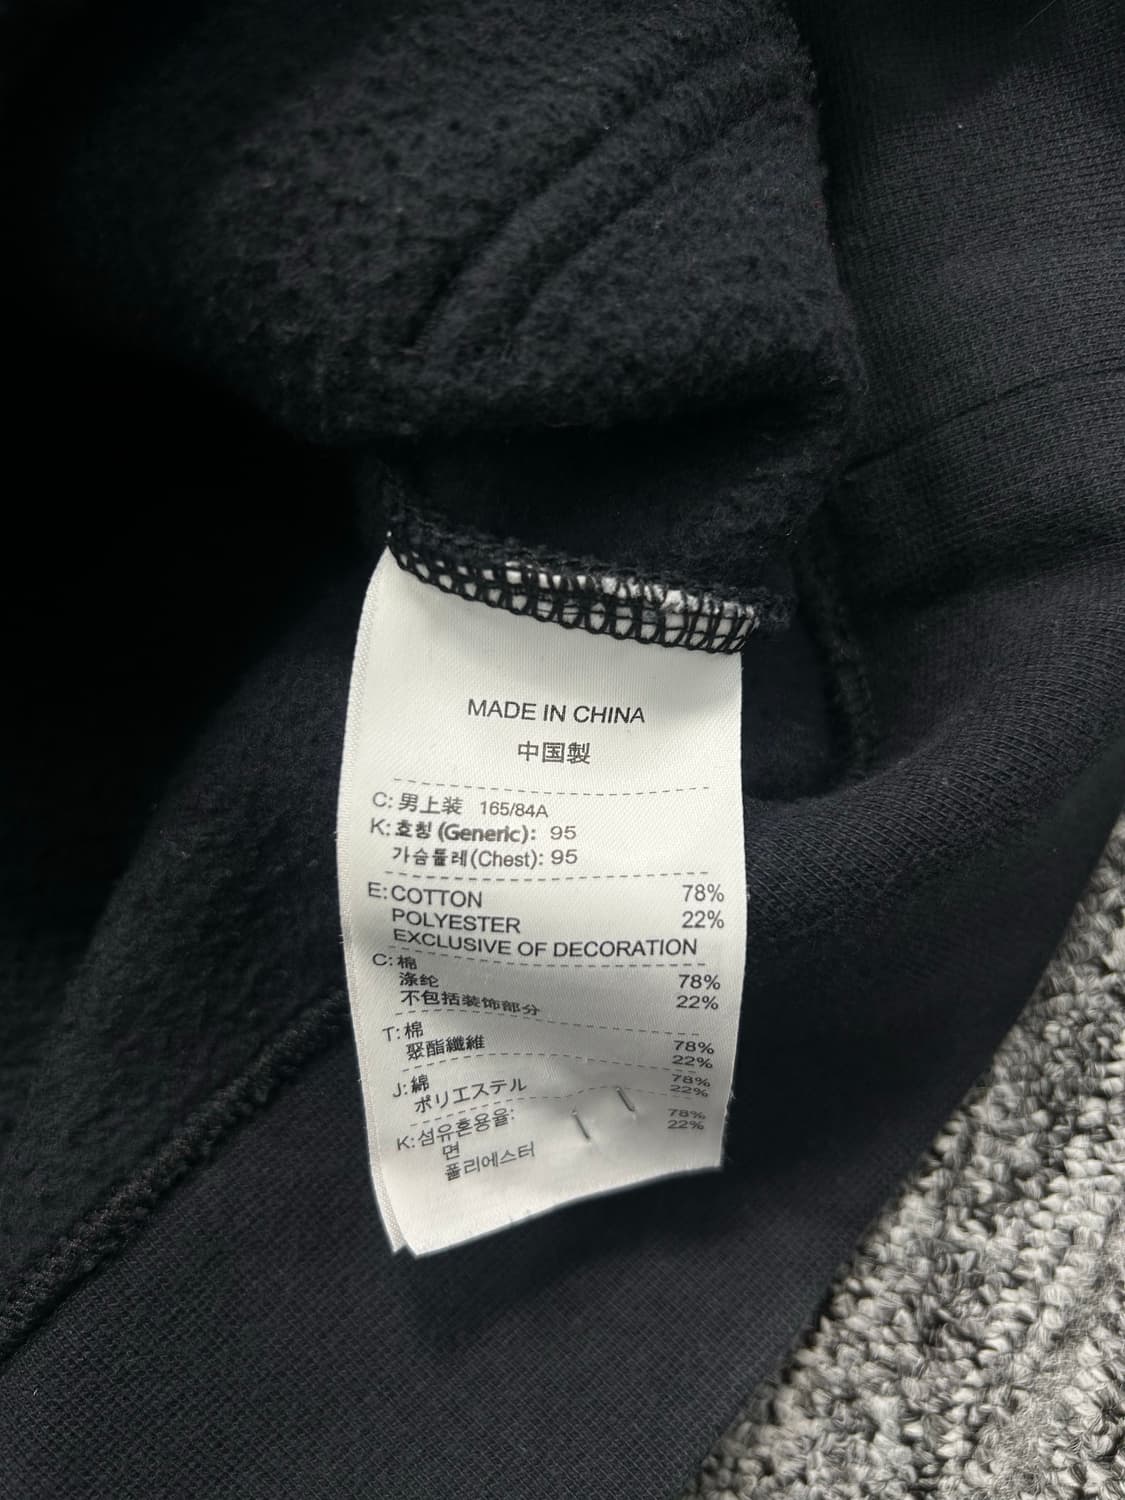 MADE IN CHINA
中国製
C: 男上装 165/84A
K: 호칭 (Generic): 95
가슴둘레(Chest): 95
E: COTTON 78%
POLYESTER 22%
EXCLUSIVE OF DECORATION
C: 棉 78%
涤纶 22%
不包括装饰部分
T: 棉 78%
聚酯纖維 22%
J: 綿 78%
ポリエステル 22%
K: 섬유혼용율:
면 78%
폴리에스터 22%